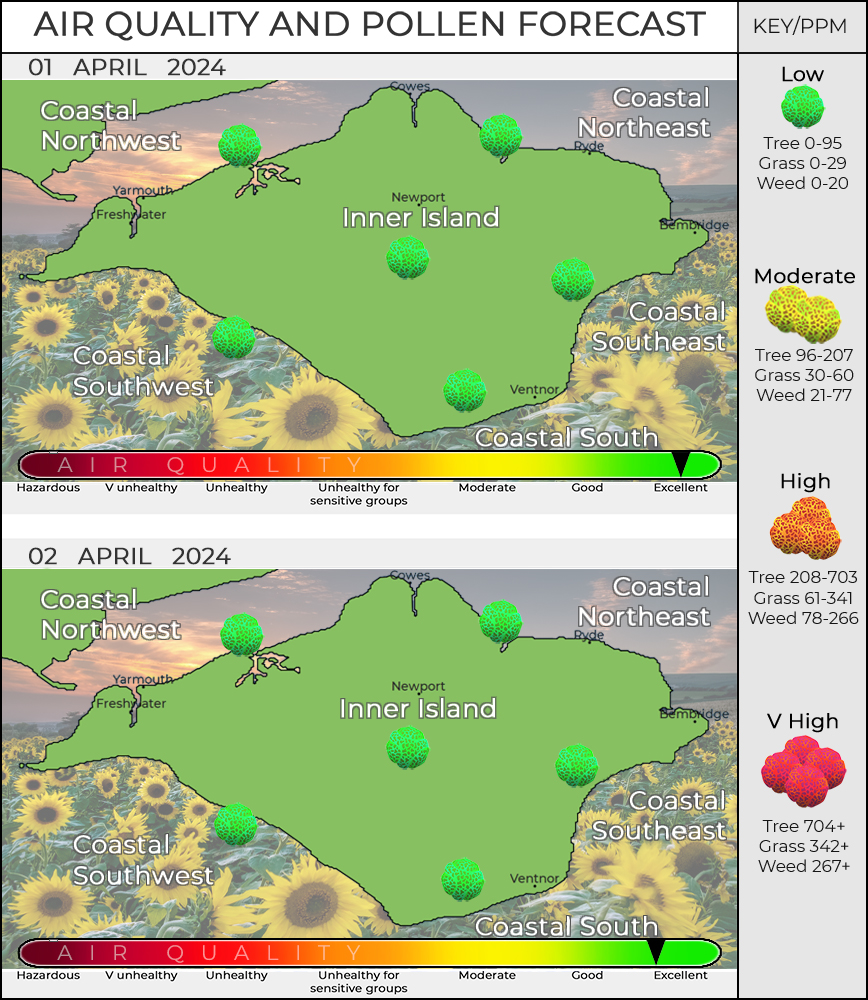 AIR QUALITY AND POLLEN FORECAST
KEY/PPM
01 APRIL 2024
Cowes
Coastal
Northwest
Coastal
Northeast
Ryde
Yarmouth
Freshwater
Newport
Inner Island
Bembridge
Coastal
Southeast
Coastal
Southwest
Ventnor
Coastal South
AIR QUALITY
Hazardous
V unhealthy
Unhealthy
Unhealthy for
sensitive groups
Moderate
Good
Excellent
02 APRIL 2024
Cowes
Coastal
Northwest
Coastal
Northeast
Ryde
Yarmouth
Freshwater
Newport
Inner Island
Bembridge
Coastal
Southeast
Coastal
Southwest
Ventnor
Coastal South
AIR QUALITY
Hazardous
V unhealthy
Unhealthy
Unhealthy for
sensitive groups
Moderate
Good
Excellent
Low
Tree 0-95
Grass 0-29
Weed 0-20
Moderate
Tree 96-207
Grass 30-60
Weed 21-77
High
Tree 208-703
Grass 61-341
Weed 78-266
V High
Tree 704+
Grass 342+
Weed 267+